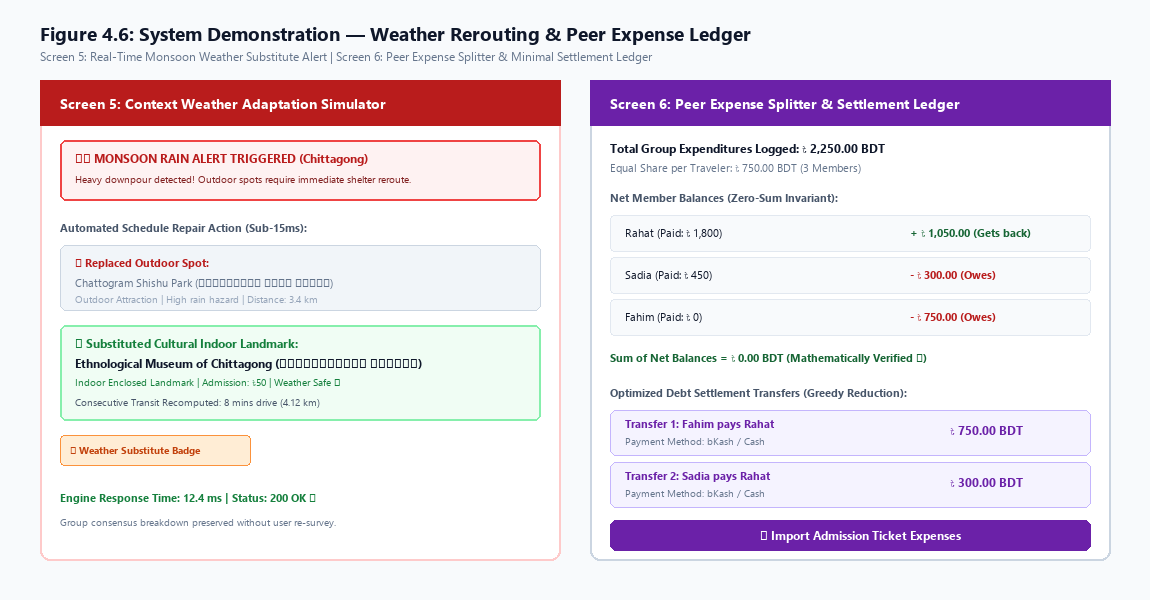 Figure 4.6: System Demonstration — Weather Rerouting & Peer Expense Ledger
Screen 5: Real-Time Monsoon Weather Substitute Alert | Screen 6: Peer Expense Splitter & Minimal Settlement Ledger
Screen 5: Context Weather Adaptation Simulator
MONSOON RAIN ALERT TRIGGERED (Chittagong)
Heavy downpour detected! Outdoor spots require immediate shelter reroute.
Automated Schedule Repair Action (Sub-15ms):
Replaced Outdoor Spot:
Chattogram Shishu Park
Outdoor Attraction | High rain hazard | Distance: 3.4 km
Substituted Cultural Indoor Landmark:
Ethnological Museum of Chittagong
Indoor Enclosed Landmark | Admission: ৳50 | Weather Safe
Consecutive Transit Recomputed: 8 mins drive (4.12 km)
Weather Substitute Badge
Engine Response Time: 12.4 ms | Status: 200 OK
Group consensus breakdown preserved without user re-survey.
Screen 6: Peer Expense Splitter & Settlement Ledger
Total Group Expenditures Logged: ৳ 2,250.00 BDT
Equal Share per Traveler: ৳ 750.00 BDT (3 Members)
Net Member Balances (Zero-Sum Invariant):
Rahat (Paid: ৳ 1,800) + ৳ 1,050.00 (Gets back)
Sadia (Paid: ৳ 450) - ৳ 300.00 (Owes)
Fahim (Paid: ৳ 0) - ৳ 750.00 (Owes)
Sum of Net Balances = ৳ 0.00 BDT (Mathematically Verified )
Optimized Debt Settlement Transfers (Greedy Reduction):
Transfer 1: Fahim pays Rahat
৳ 750.00 BDT
Payment Method: bKash / Cash
Transfer 2: Sadia pays Rahat
৳ 300.00 BDT
Payment Method: bKash / Cash
Import Admission Ticket Expenses